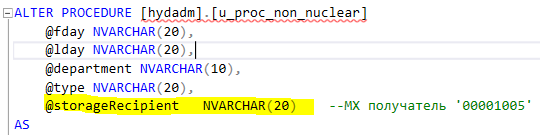 ALTER PROCEDURE [hydadm].[u_proc_non_nuclear]
@fday NVARCHAR(20),
@lday NVARCHAR(20),
@department NVARCHAR(10),
@type NVARCHAR(20),
@storageRecipient NVARCHAR(20) --МХ получатель '00001005'
AS